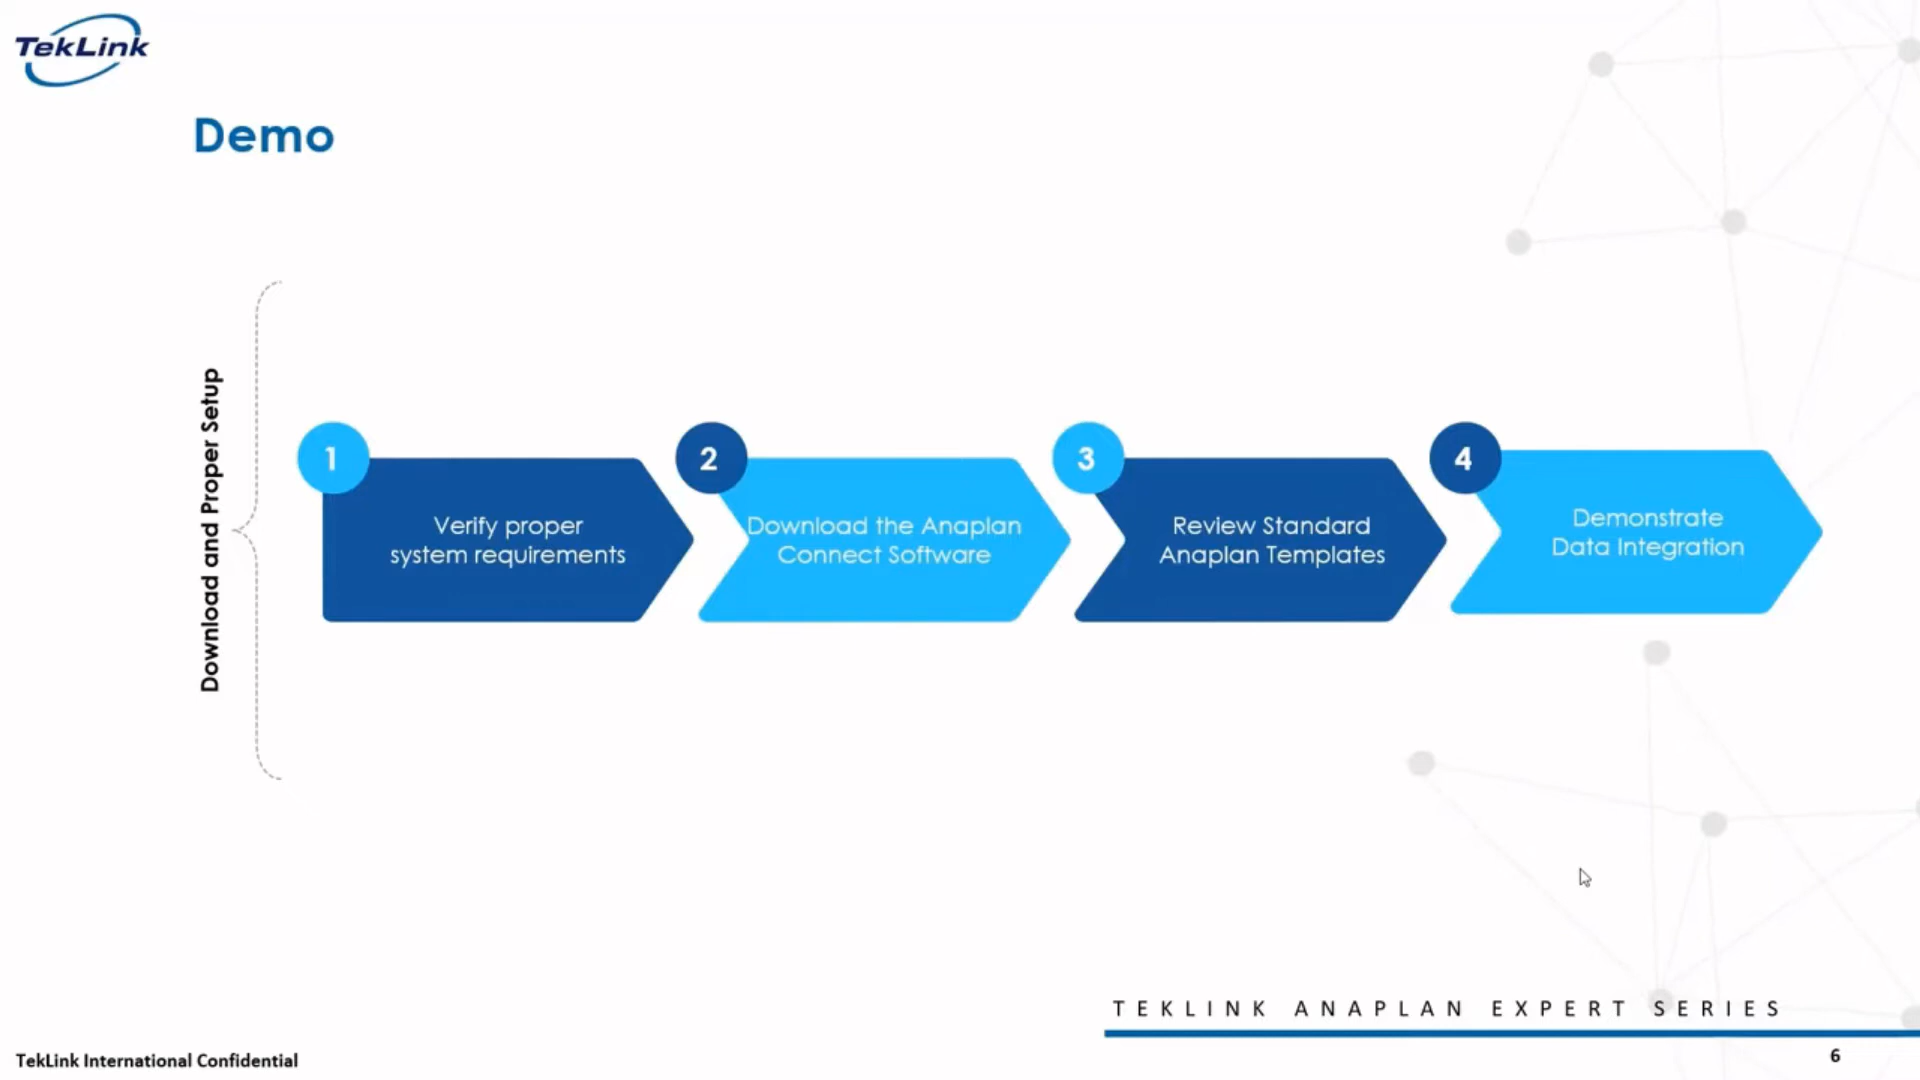 TekLink
Demo
Download and Proper Setup
1
Verify proper
system requirements
2
Download the Anaplan
Connect Software
3
Review Standard
Anaplan Templates
4
Demonstrate
Data Integration
TEKLINK ANAPLAN EXPERT SERIES
TekLink International Confidential
6